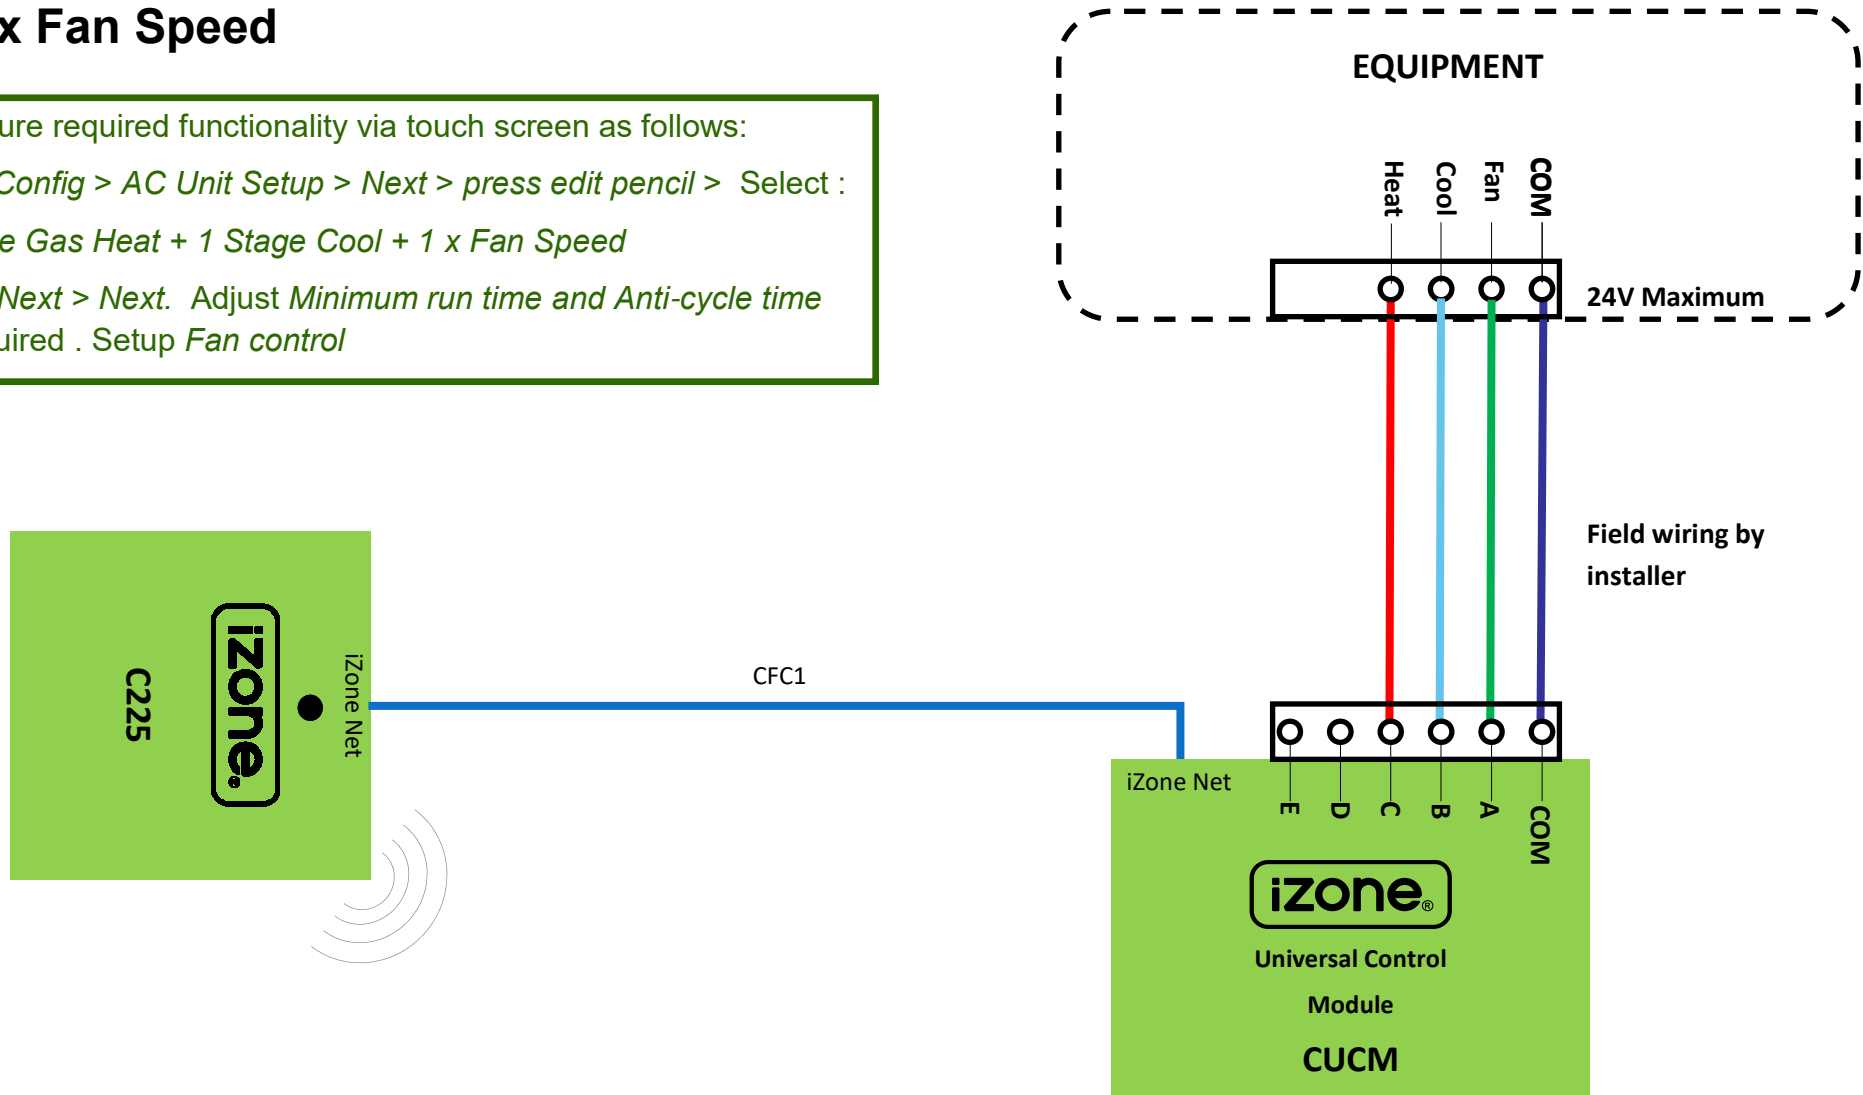 x Fan Speed
ure required functionality via touch screen as follows:
Config > AC Unit Setup > Next > press edit pencil > Select :
e Gas Heat + 1 Stage Cool + 1 x Fan Speed
Next > Next. Adjust Minimum run time and Anti-cycle time
uired . Setup Fan control
EQUIPMENT
Heat
Cool
Fan
COM
24V Maximum
Field wiring by
installer
C225
izone®
iZone Net
CFC1
iZone Net
E
D
C
B
A
COM
izone®
Universal Control
Module
CUCM